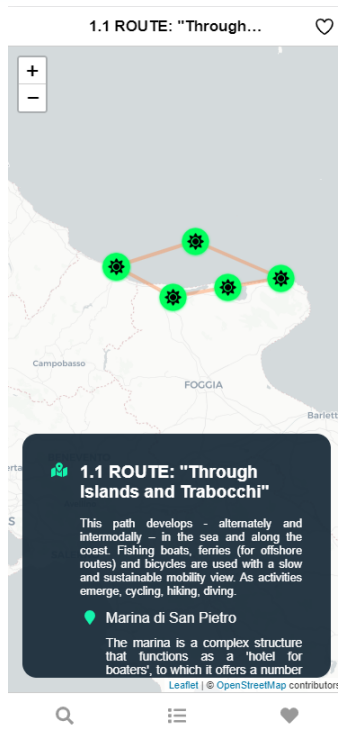 1.1 ROUTE: "Through...
+
−
Campobasso
FOGGIA
Barlett
1.1 ROUTE: "Through
Islands and Trabocchi"
This path develops - alternately and
intermodally – in the sea and along the
coast. Fishing boats, ferries (for offshore
routes) and bicycles are used with a slow
and sustainable mobility view. As activities
emerge, cycling, hiking, diving.
Marina di San Pietro
The marina is a complex structure
that functions as a 'hotel for
boaters', to which it offers a number
Leaflet | © OpenStreetMap contributors